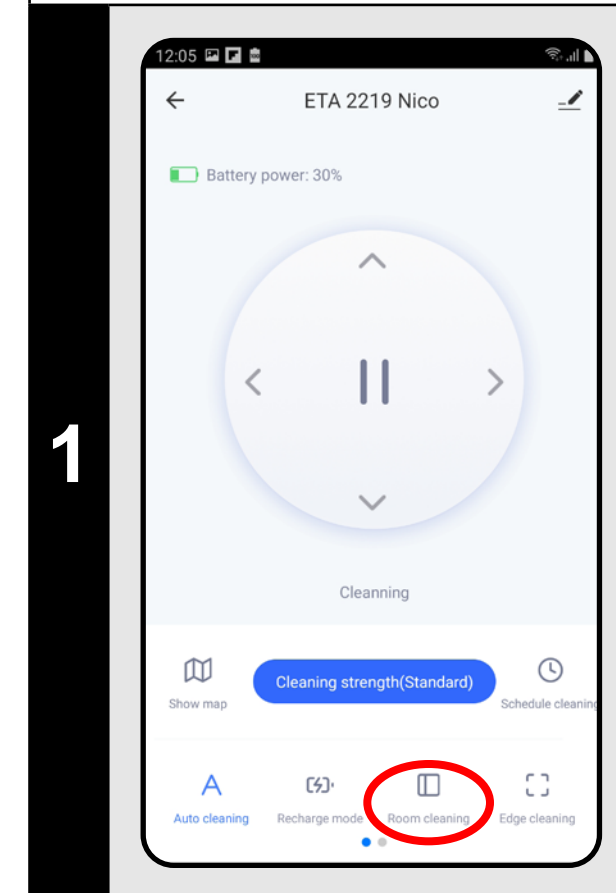 12:05
ETA 2219 Nico
Battery power: 30%
1
Cleanning
Show map
Cleaning strength(Standard)
Schedule cleaning
Auto cleaning
Recharge mode
Room cleaning
Edge cleaning